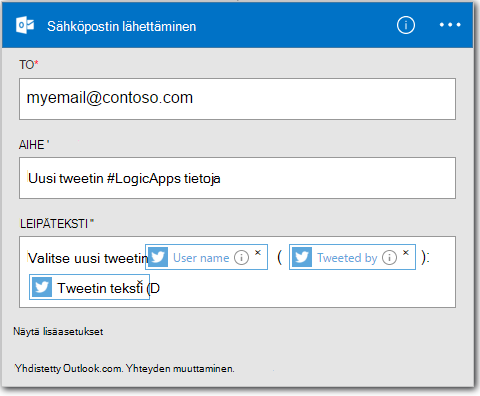 Sähköpostin lähettäminen
TO*
myemail@contoso.com
AIHE *
Uusi tweetin #LogicApps tietoja
LEIPÄTEKSTI *
Valitse uusi tweetin User name × ( Tweeted by × ):
Tweetin teksti × (D
Näytä lisäasetukset
Yhdistetty Outlook.com. Yhteyden muuttaminen.